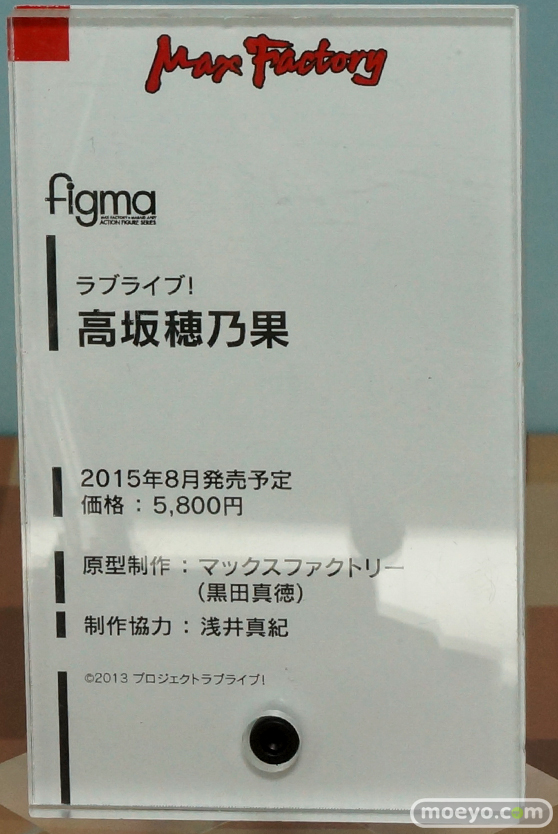 Max Factory
figma
MAX FACTORY × MASAKI APSY
ACTION FIGURE SERIES
ラブライブ!
高坂穂乃果
2015年8月発売予定
価格：5,800円
原型制作：マックスファクトリー
（黒田真徳）
制作協力：浅井真紀
©2013 プロジェクトラブライブ!
moeyo.com